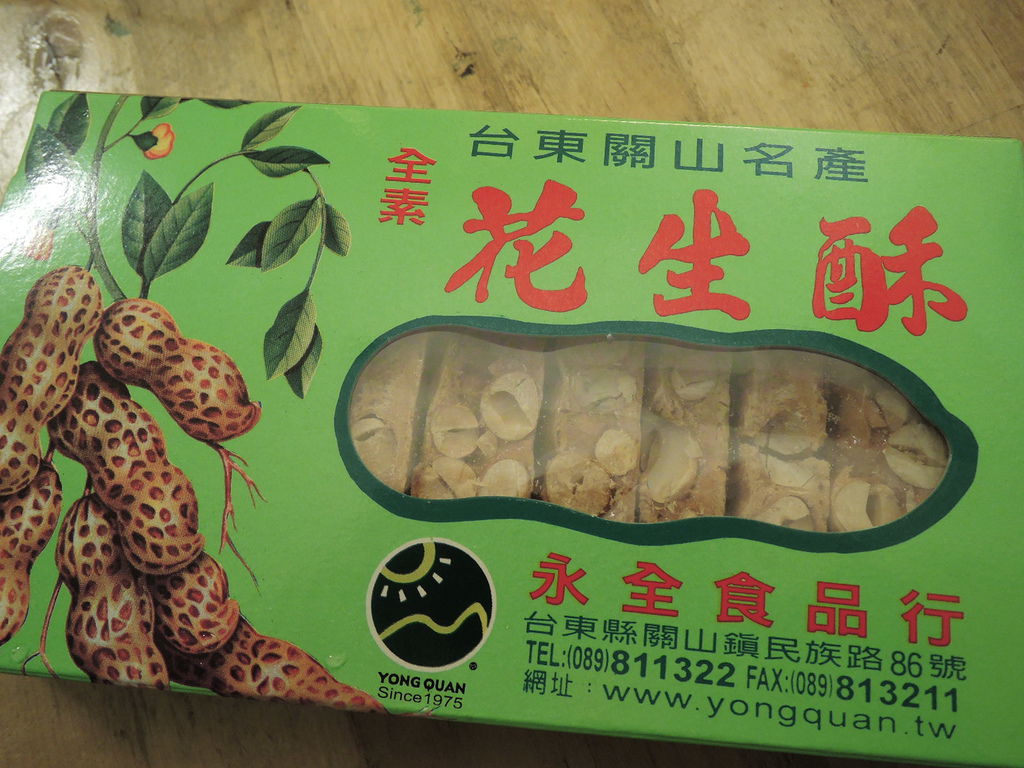 台東關山名產
全素
花生酥
永全食品行
台東縣關山鎮民族路86號
TEL:(089)811322 FAX:(089)813211
網址：www.yongquan.tw
YONG QUAN
Since1975